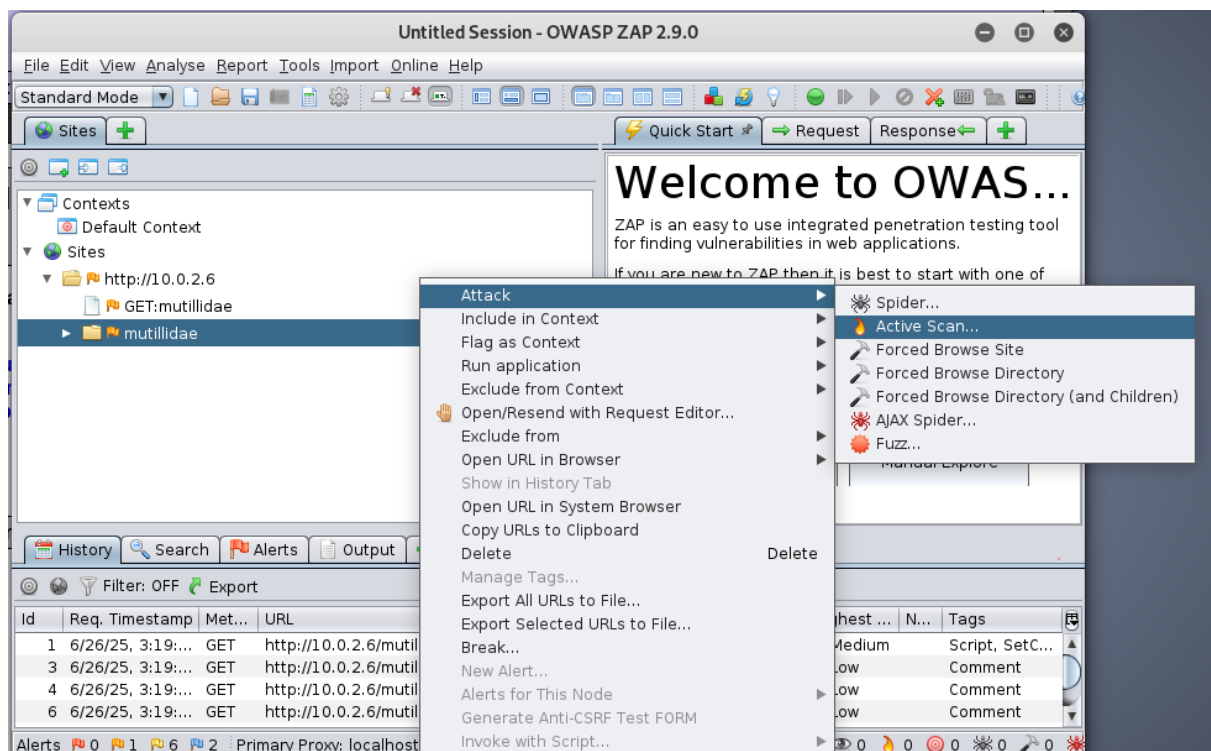 Untitled Session - OWASP ZAP 2.9.0
File Edit View Analyse Report Tools Import Online Help
Standard Mode
Sites
Quick Start
Request
Response
Contexts
Default Context
Sites
http://10.0.2.6
GET:mutillidae
mutillidae
Welcome to OWAS...
ZAP is an easy to use integrated penetration testing tool
for finding vulnerabilities in web applications.
If you are new to ZAP then it is best to start with one of
Attack
Include in Context
Flag as Context
Run application
Exclude from Context
Open/Resend with Request Editor...
Exclude from
Open URL in Browser
Show in History Tab
Open URL in System Browser
Copy URLs to Clipboard
Delete Delete
Manage Tags...
Export All URLs to File...
Export Selected URLs to File...
Break...
New Alert...
Alerts for This Node
Generate Anti-CSRF Test FORM
Invoke with Script...
Spider...
Active Scan...
Forced Browse Site
Forced Browse Directory
Forced Browse Directory (and Children)
AJAX Spider...
Fuzz...
Manual Explore
History
Search
Alerts
Output
Filter: OFF
Export
Id Req. Timestamp Met... URL ghest ... N... Tags
1 6/26/25, 3:19:... GET http://10.0.2.6/mutil Medium Script, SetC...
3 6/26/25, 3:19:... GET http://10.0.2.6/mutil Low Comment
4 6/26/25, 3:19:... GET http://10.0.2.6/mutil Low Comment
6 6/26/25, 3:19:... GET http://10.0.2.6/mutil Low Comment
Alerts 0 1 6 2 Primary Proxy: localhost 0 0 0 0 0